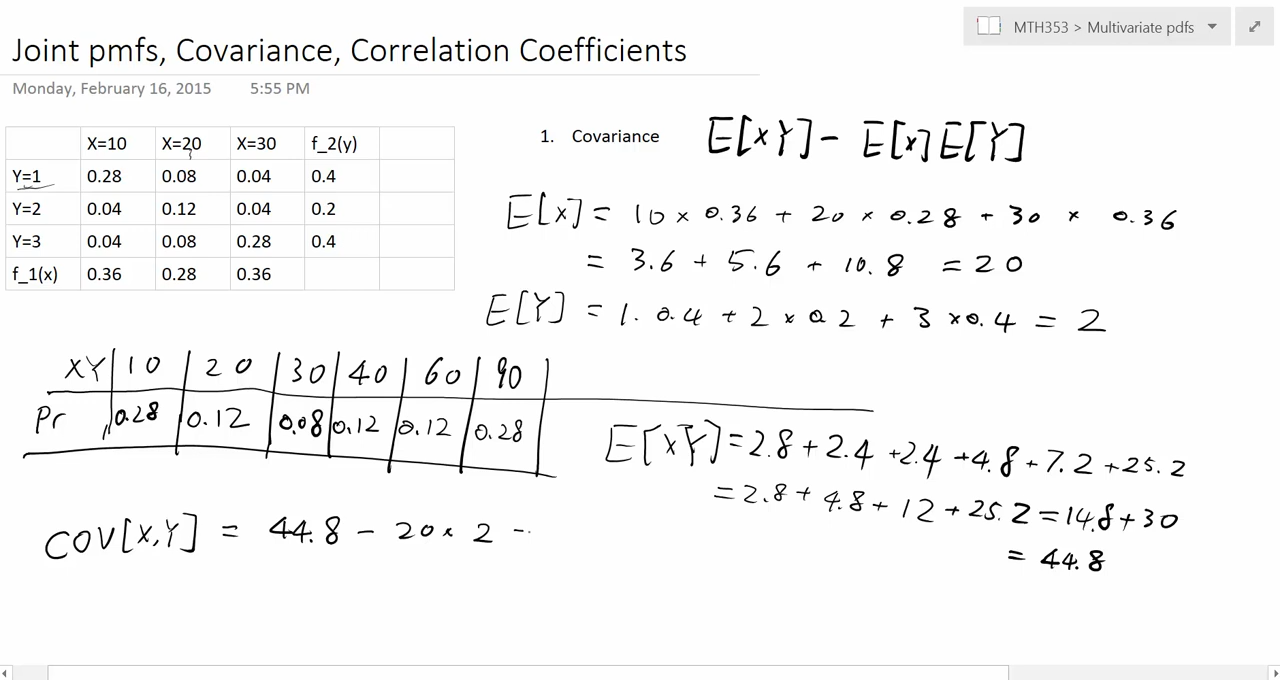 MTH353 > Multivariate pdfs
Joint pmfs, Covariance, Correlation Coefficients
Monday, February 16, 2015 5:55 PM
X=10 X=20 X=30 f_2(y)
Y=1 0.28 0.08 0.04 0.4
Y=2 0.04 0.12 0.04 0.2
Y=3 0.04 0.08 0.28 0.4
f_1(x) 0.36 0.28 0.36
1. Covariance E[XY] - E[X]E[Y]
E[X] = 10 × 0.36 + 20 × 0.28 + 30 × 0.36
= 3.6 + 5.6 + 10.8 = 20
E[Y] = 1. 0.4 + 2 × 0.2 + 3 × 0.4 = 2
XY 10 20 30 40 60 90
Pr 0.28 0.12 0.08 0.12 0.12 0.28
E[XY] = 2.8 + 2.4 + 2.4 + 4.8 + 7.2 + 25.2
= 2.8 + 4.8 + 12 + 25.2 = 14.8 + 30
= 44.8
COV[X,Y] = 44.8 - 20 × 2 -